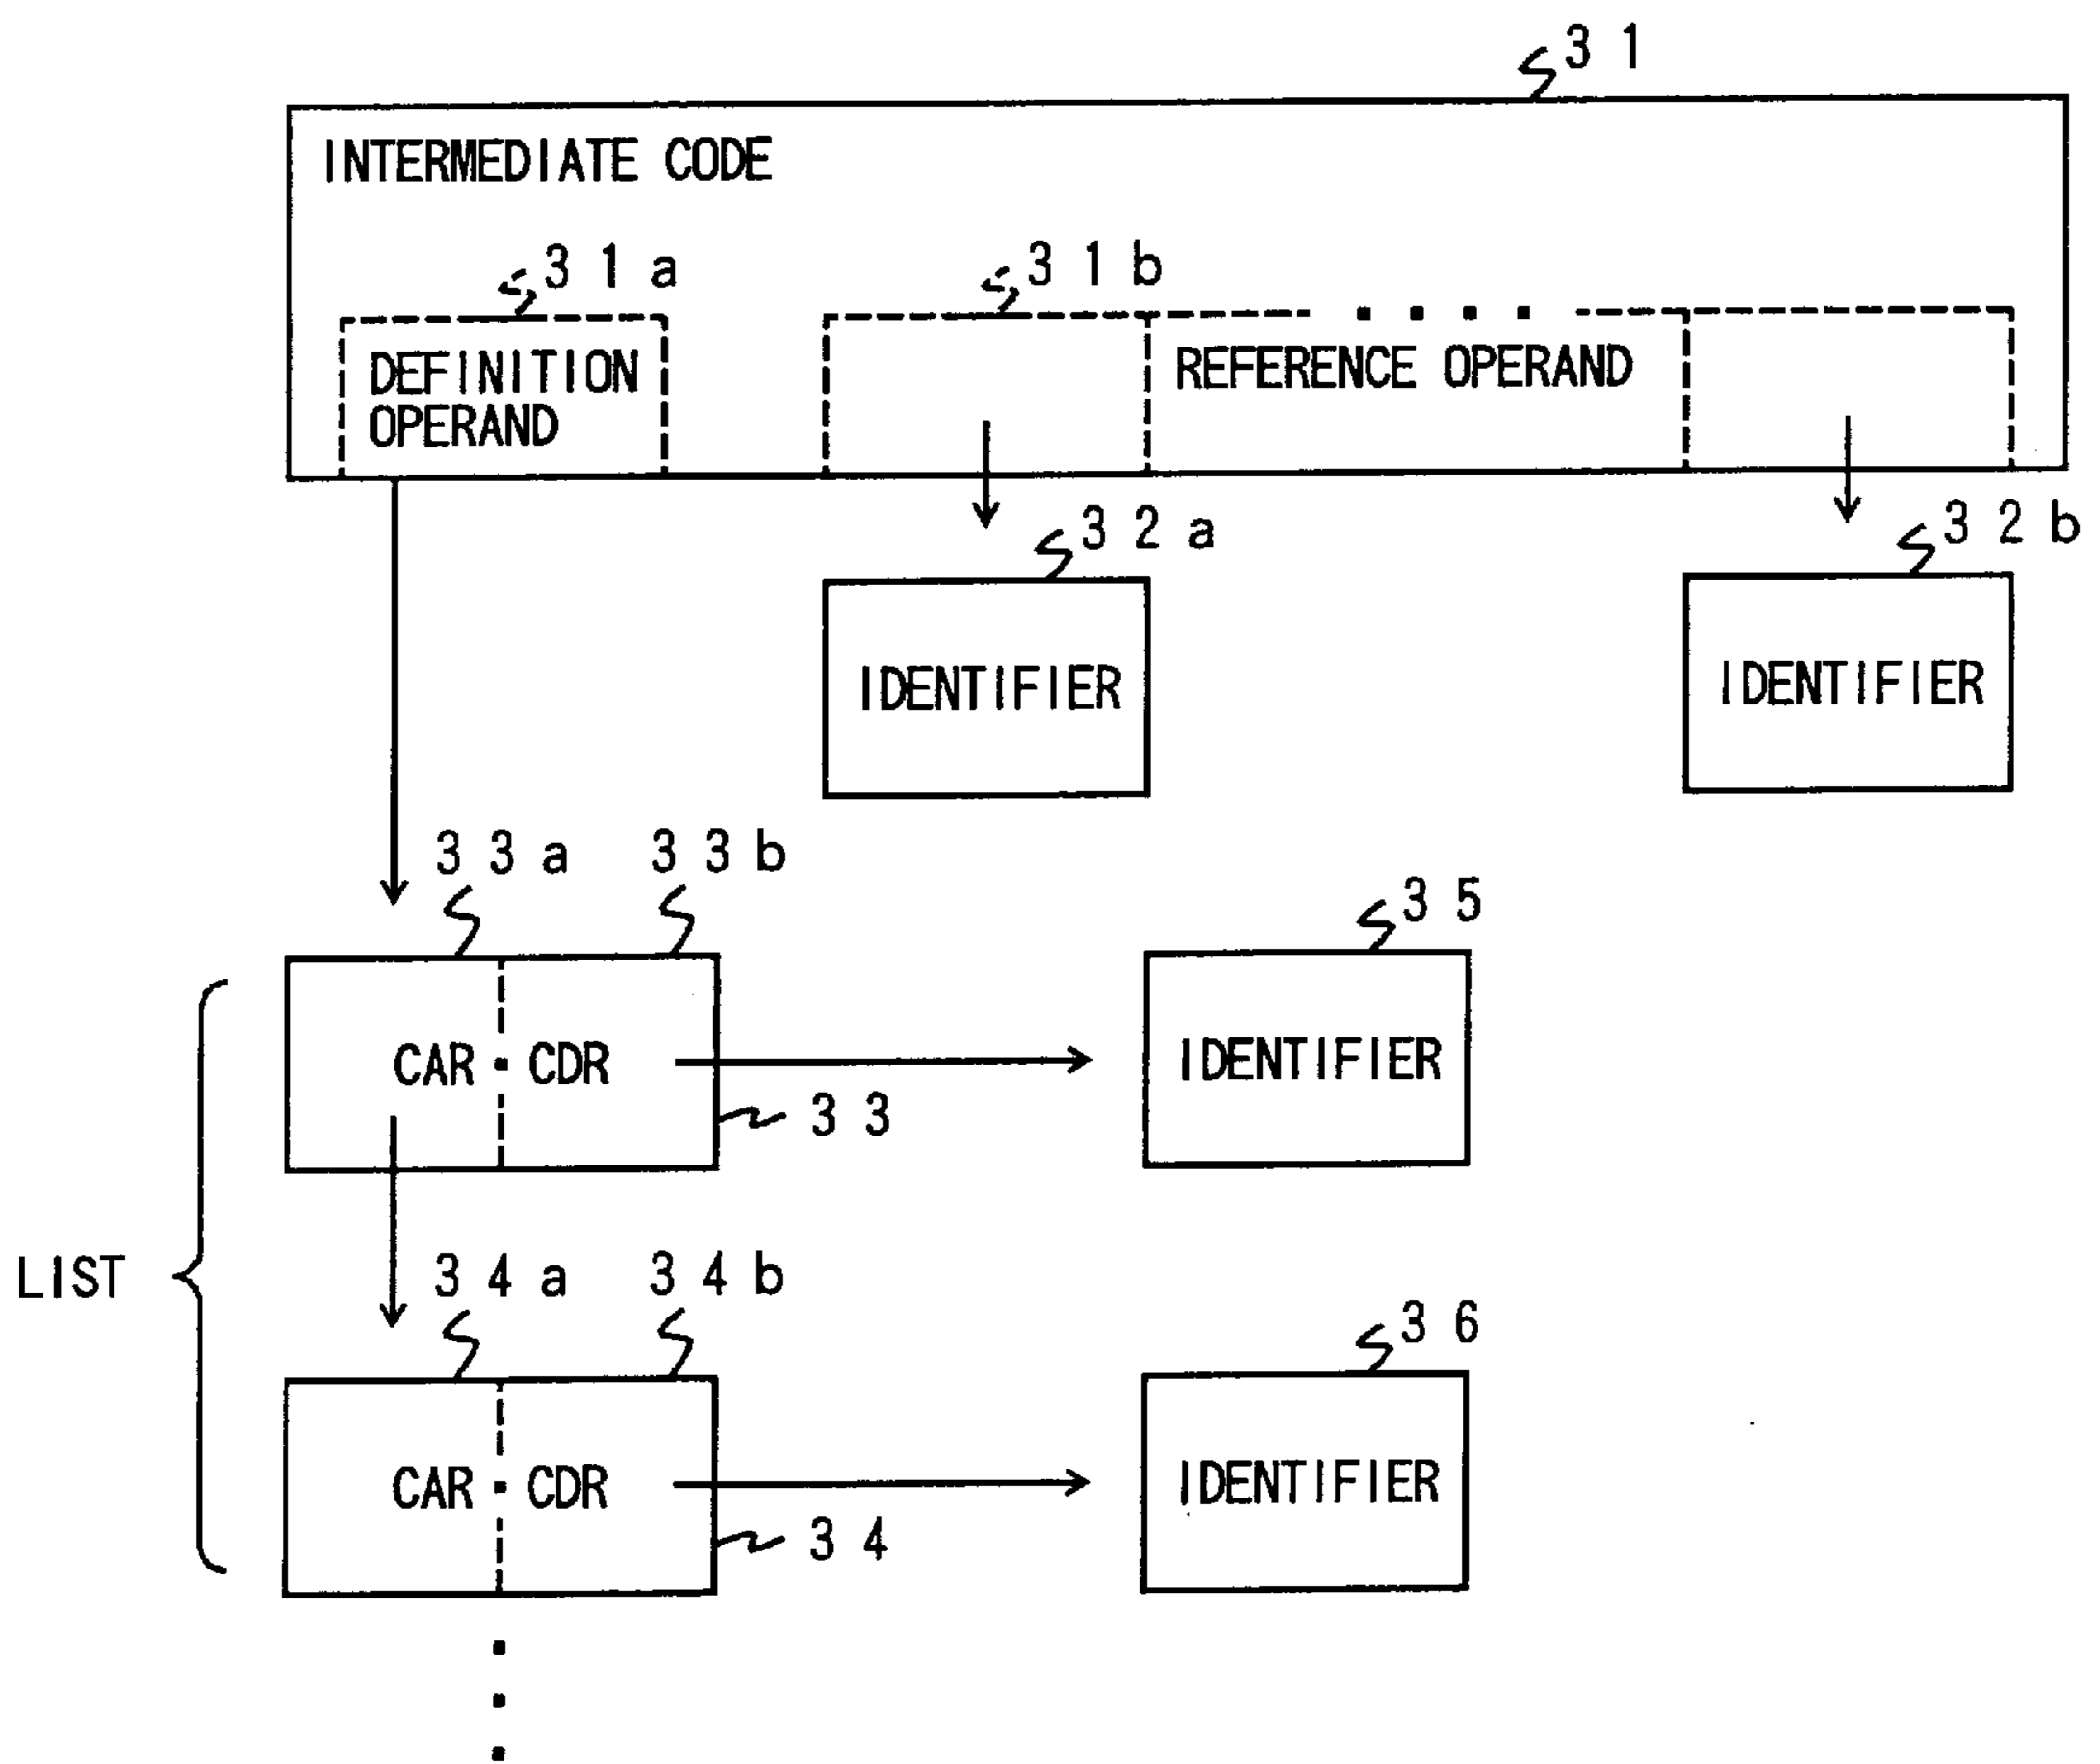 31
INTERMEDIATE CODE
31a
31b
DEFINITION
OPERAND
REFERENCE OPERAND
32a
32b
IDENTIFIER
IDENTIFIER
33a
33b
35
CAR · CDR
IDENTIFIER
33
LIST
34a
34b
36
CAR · CDR
IDENTIFIER
34